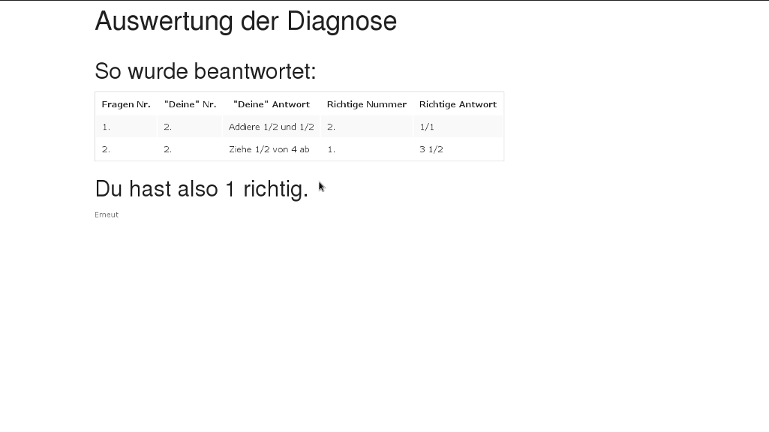 Auswertung der Diagnose
So wurde beantwortet:
Fragen Nr. "Deine" Nr. "Deine" Antwort Richtige Nummer Richtige Antwort
1. 2. Addiere 1/2 und 1/2 2. 1/1
2. 2. Ziehe 1/2 von 4 ab 1. 3 1/2
Du hast also 1 richtig.
Erneut